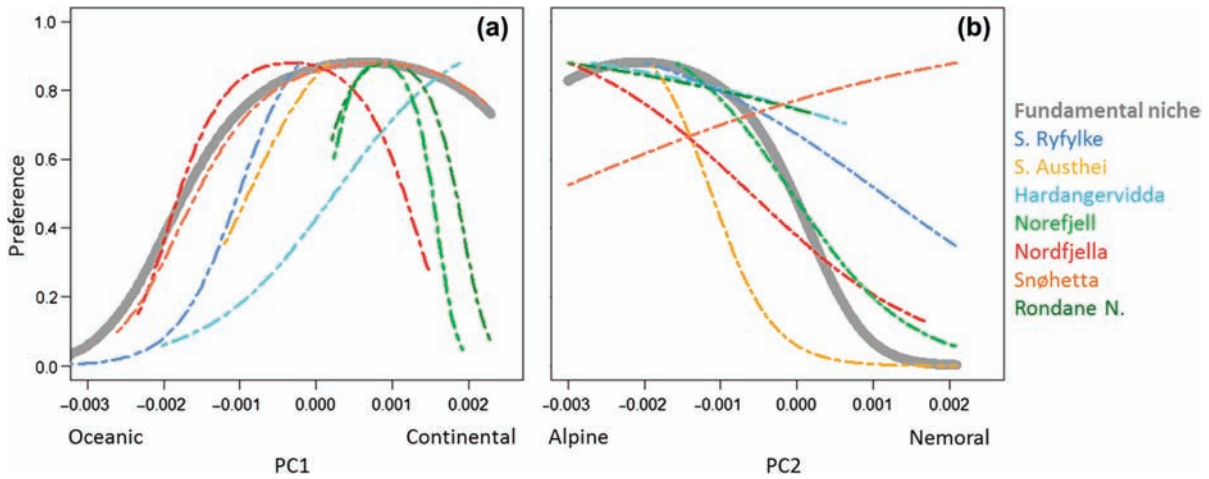 (a)
(b)
Preference
1.0
0.8
0.6
0.4
0.2
0.0
−0.003 −0.002 −0.001 0.000 0.001 0.002
Oceanic Continental
PC1
−0.003 −0.002 −0.001 0.000 0.001 0.002
Alpine Nemoral
PC2
Fundamental niche
S. Ryfylke
S. Austhei
Hardangervidda
Norefjell
Nordfjella
Snøhetta
Rondane N.